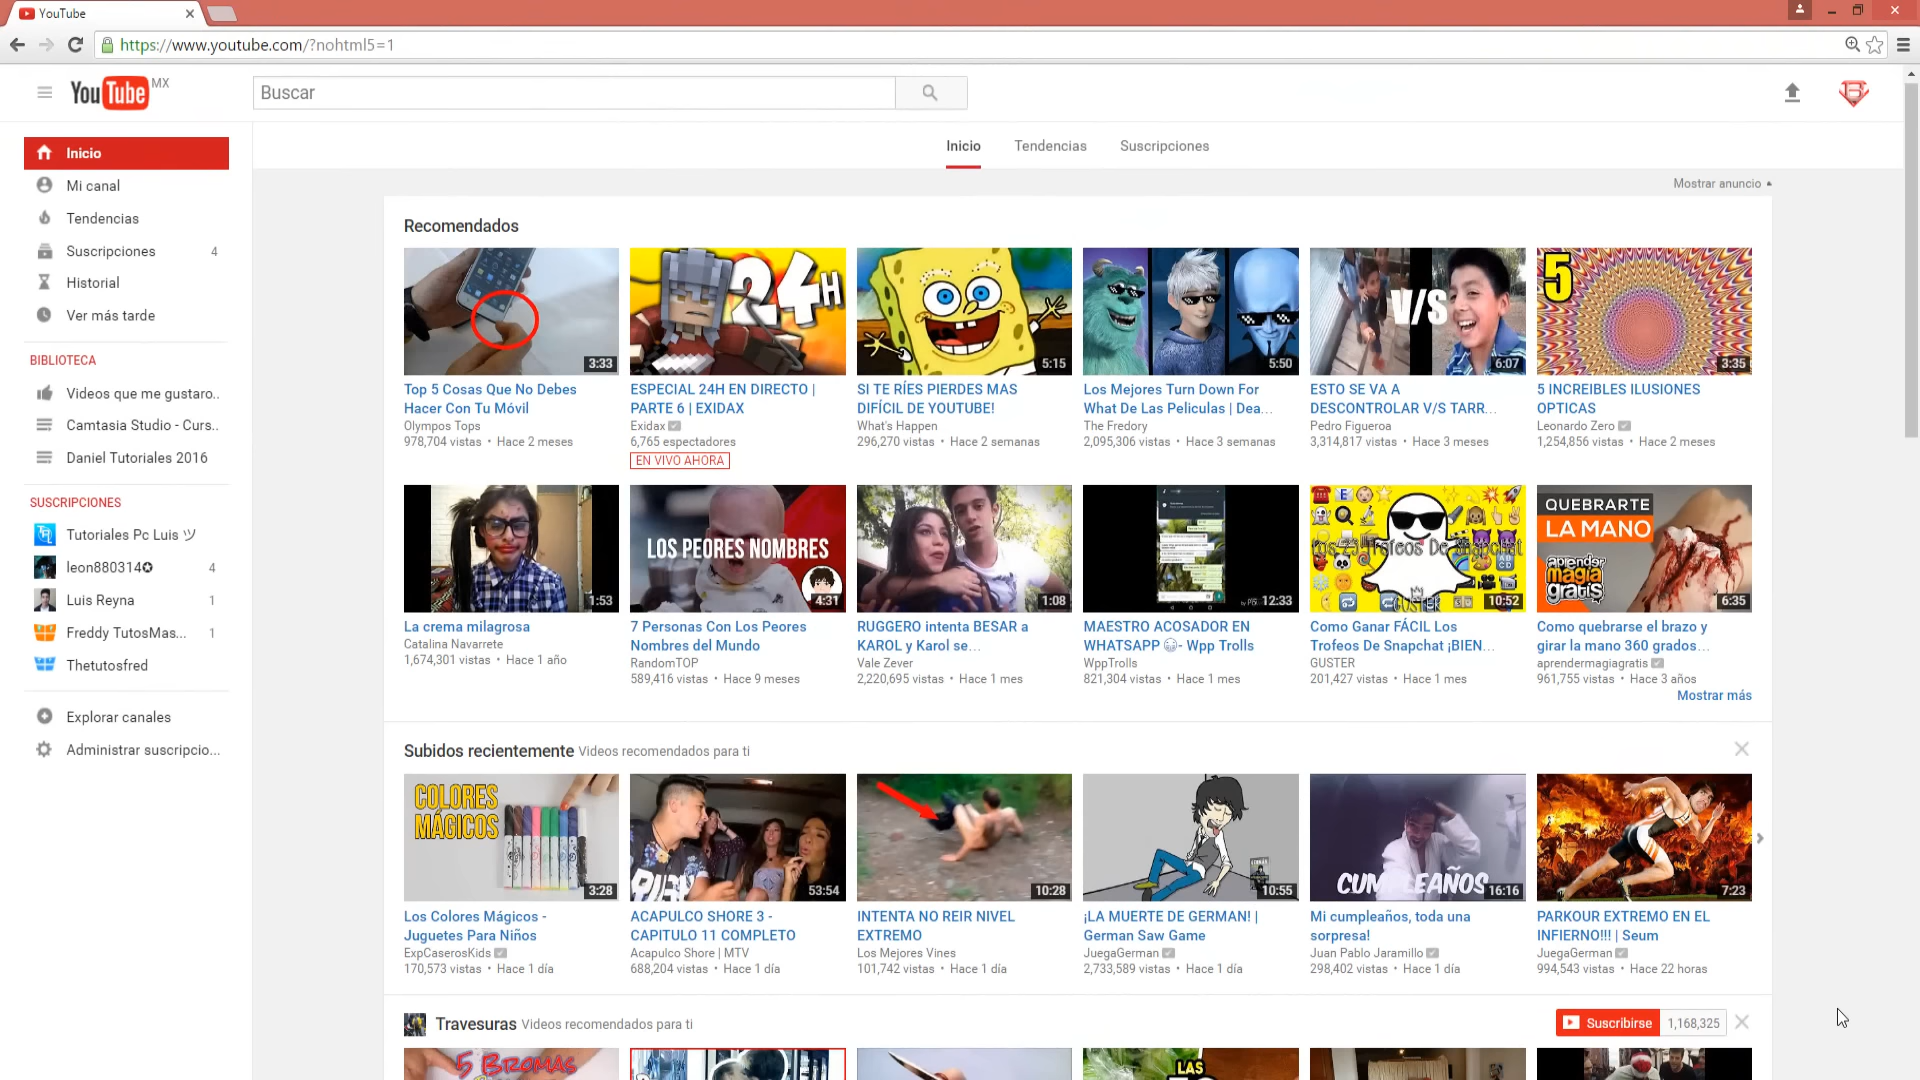 YouTube
https://www.youtube.com/?nohtml5=1
YouTube MX
Buscar
Inicio
Mi canal
Tendencias
Suscripciones 4
Historial
Ver más tarde
BIBLIOTECA
Videos que me gustaro..
Camtasia Studio - Curs..
Daniel Tutoriales 2016
SUSCRIPCIONES
Tutoriales Pc Luis ツ
leon880314✪ 4
Luis Reyna 1
Freddy TutosMas... 1
Thetutosfred
Explorar canales
Administrar suscripcio...
Inicio Tendencias Suscripciones
Mostrar anuncio
Recomendados
3:33
Top 5 Cosas Que No Debes
Hacer Con Tu Móvil
Olympos Tops
978,704 vistas • Hace 2 meses
24H
ESPECIAL 24H EN DIRECTO |
PARTE 6 | EXIDAX
Exidax
6,765 espectadores
EN VIVO AHORA
5:15
SI TE RÍES PIERDES MAS
DIFÍCIL DE YOUTUBE!
What's Happen
296,270 vistas • Hace 2 semanas
5:50
Los Mejores Turn Down For
What De Las Peliculas | Dea...
The Fredory
2,095,306 vistas • Hace 3 semanas
V/S
6:07
ESTO SE VA A
DESCONTROLAR V/S TARR...
Pedro Figueroa
3,314,817 vistas • Hace 3 meses
5
3:35
5 INCREIBLES ILUSIONES
OPTICAS
Leonardo Zero
1,254,856 vistas • Hace 2 meses
1:53
La crema milagrosa
Catalina Navarrete
1,674,301 vistas • Hace 1 año
LOS PEORES NOMBRES
4:31
7 Personas Con Los Peores
Nombres del Mundo
RandomTOP
589,416 vistas • Hace 9 meses
1:08
RUGGERO intenta BESAR a
KAROL y Karol se...
Vale Zever
2,220,695 vistas • Hace 1 mes
12:33
MAESTRO ACOSADOR EN
WHATSAPP - Wpp Trolls
WppTrolls
821,304 vistas • Hace 1 mes
Los 23 Trofeos De Snapchat
GUSTER
10:52
Como Ganar FÁCIL Los
Trofeos De Snapchat ¡BIEN...
GUSTER
201,427 vistas • Hace 1 mes
QUEBRARTE
LA MANO
aprender
magia
gratis
6:35
Como quebrarse el brazo y
girar la mano 360 grados...
aprendermagiagratis
961,755 vistas • Hace 3 años
Mostrar más
Subidos recientemente Videos recomendados para ti
COLORES
MÁGICOS
3:28
Los Colores Mágicos -
Juguetes Para Niños
ExpCaserosKids
170,573 vistas • Hace 1 día
53:54
ACAPULCO SHORE 3 -
CAPITULO 11 COMPLETO
Acapulco Shore | MTV
688,204 vistas • Hace 1 día
10:28
INTENTA NO REIR NIVEL
EXTREMO
Los Mejores Vines
101,742 vistas • Hace 1 día
10:55
¡LA MUERTE DE GERMAN! |
German Saw Game
JuegaGerman
2,733,589 vistas • Hace 1 día
CUMPLEAÑOS
16:16
Mi cumpleaños, toda una
sorpresa!
Juan Pablo Jaramillo
298,402 vistas • Hace 1 día
7:23
PARKOUR EXTREMO EN EL
INFIERNO!!! | Seum
JuegaGerman
994,543 vistas • Hace 22 horas
Travesuras Videos recomendados para ti
Suscribirse 1,168,325
5 BROMAS
LAS